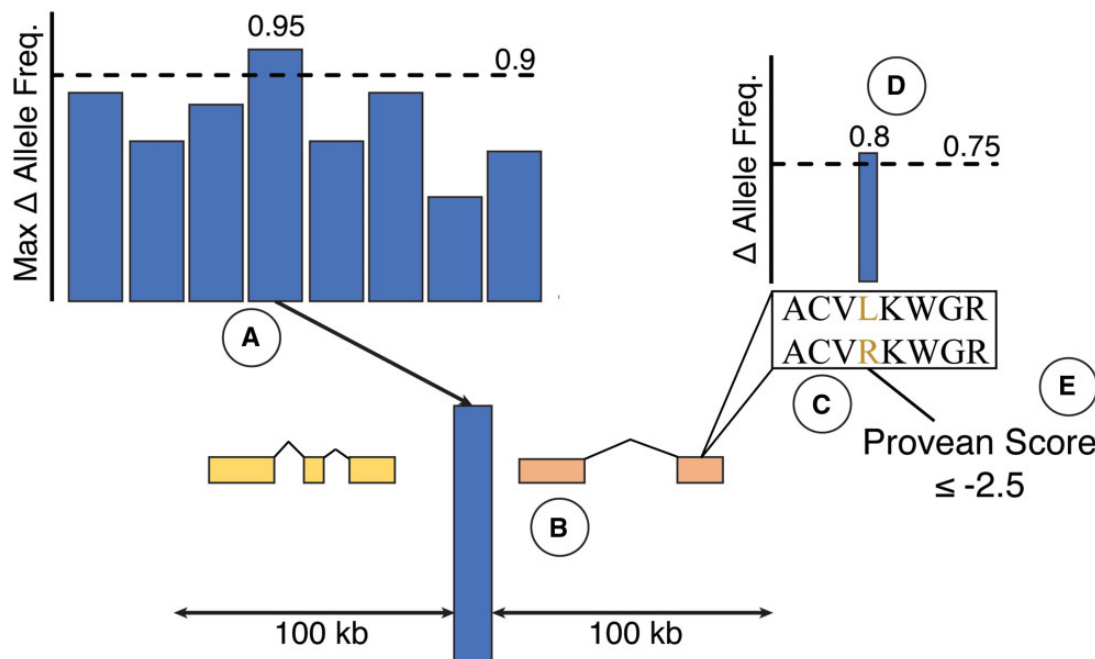 0.95
0.9
Max Δ Allele Freq.
A
D
0.8
0.75
Δ Allele Freq.
ACVLKWGR
ACVRKWGR
C
E
Provean Score
≤ -2.5
B
100 kb
100 kb